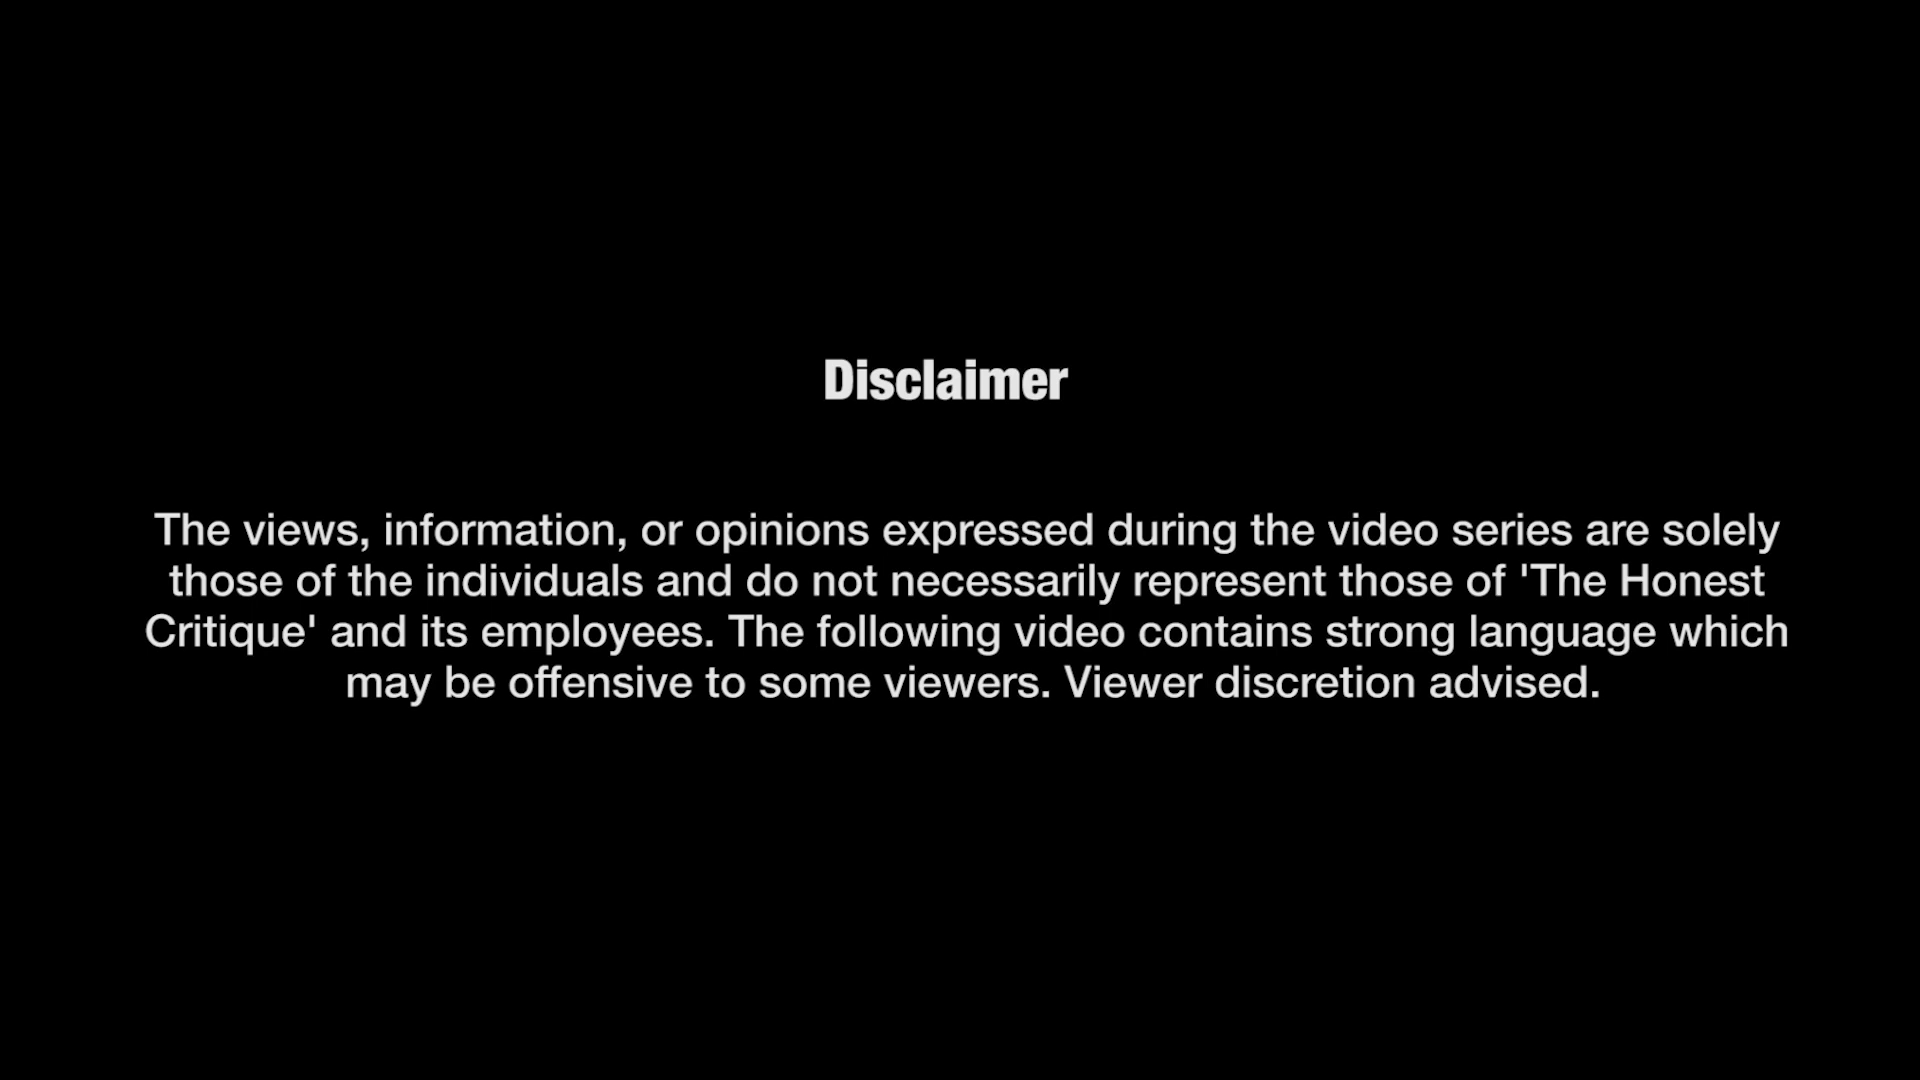 Disclaimer
The views, information, or opinions expressed during the video series are solely
those of the individuals and do not necessarily represent those of 'The Honest
Critique' and its employees. The following video contains strong language which
may be offensive to some viewers. Viewer discretion advised.